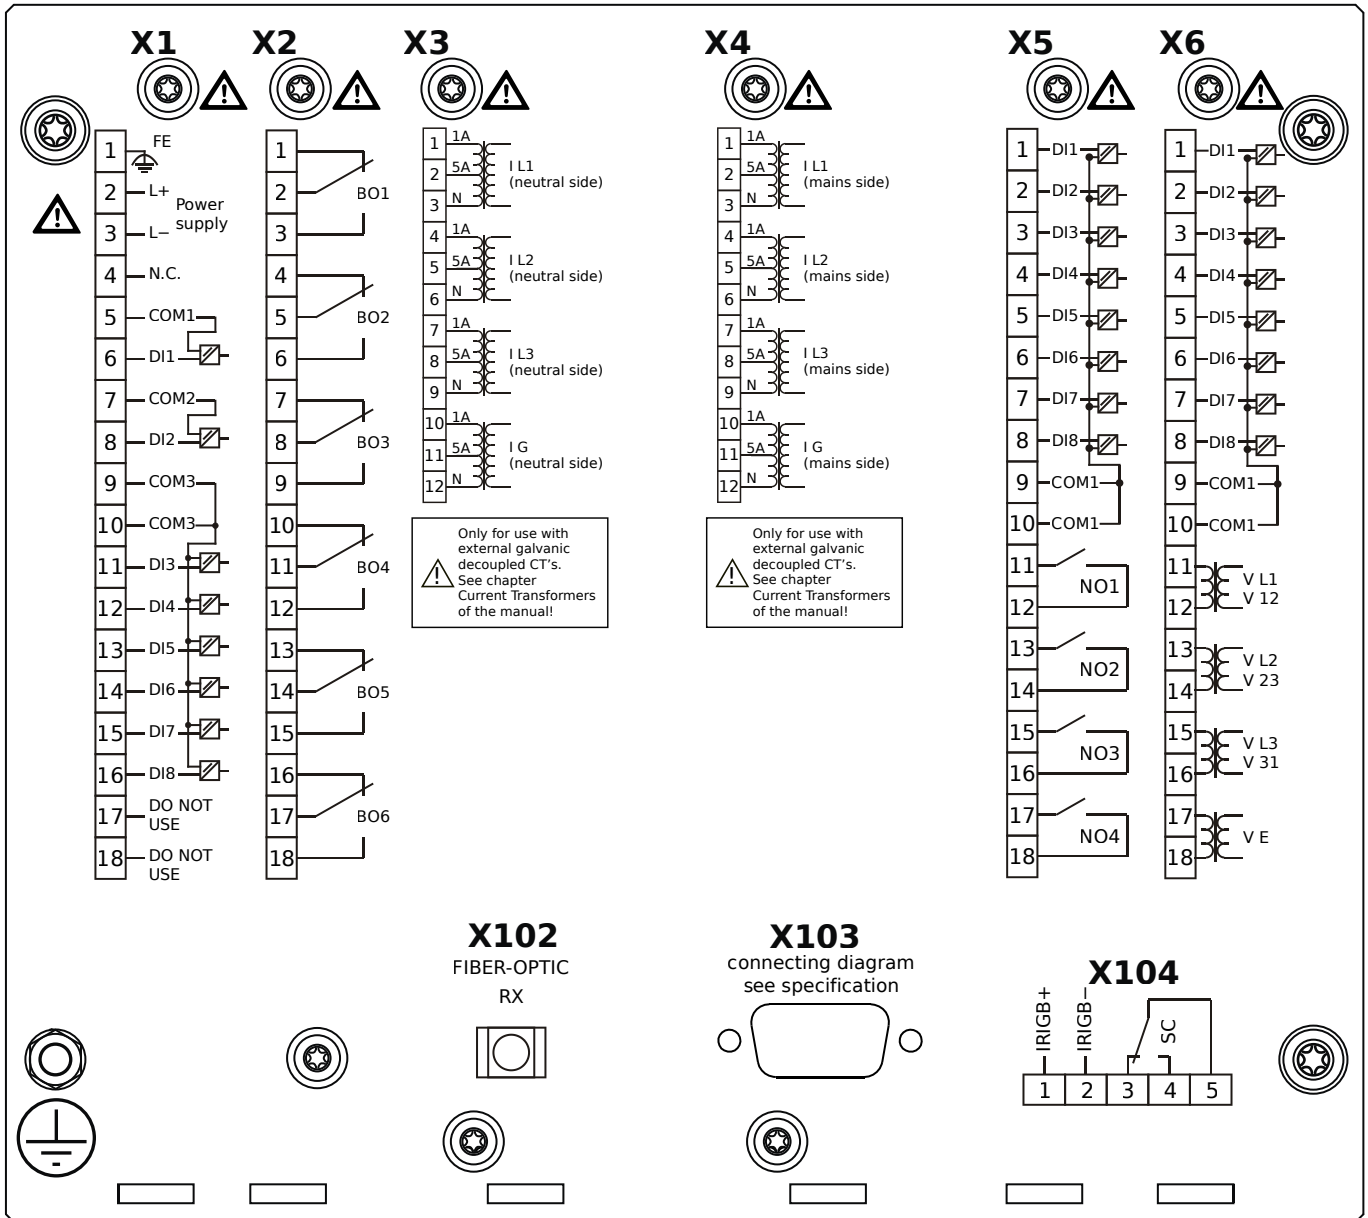 X1
X2
X3
X4
X5
X6
1
FE
2
L+
Power
supply
3
L−
4
N.C.
5
COM1
6
DI1
7
COM2
8
DI2
9
COM3
10
COM3
11
DI3
12
DI4
13
DI5
14
DI6
15
DI7
16
DI8
17
DO NOT
USE
18
DO NOT
USE
1
2
BO1
3
4
5
BO2
6
7
8
BO3
9
10
11
BO4
12
13
14
BO5
15
16
17
BO6
18
1
1A
2
5A
3
N
I L1
(neutral side)
4
1A
5
5A
6
N
I L2
(neutral side)
7
1A
8
5A
9
N
I L3
(neutral side)
10
1A
11
5A
12
N
I G
(neutral side)
Only for use with
external galvanic
decoupled CT's.
See chapter
Current Transformers
of the manual!
1
1A
2
5A
3
N
I L1
(mains side)
4
1A
5
5A
6
N
I L2
(mains side)
7
1A
8
5A
9
N
I L3
(mains side)
10
1A
11
5A
12
N
I G
(mains side)
Only for use with
external galvanic
decoupled CT's.
See chapter
Current Transformers
of the manual!
1
DI1
2
DI2
3
DI3
4
DI4
5
DI5
6
DI6
7
DI7
8
DI8
9
COM1
10
COM1
11
NO1
12
13
NO2
14
15
NO3
16
17
NO4
18
1
DI1
2
DI2
3
DI3
4
DI4
5
DI5
6
DI6
7
DI7
8
DI8
9
COM1
10
COM1
11
V L1
V 12
12
13
V L2
V 23
14
15
V L3
V 31
16
17
V E
18
X102
FIBER-OPTIC
RX
X103
connecting diagram
see specification
X104
IRIGB+
IRIGB−
SC
1
2
3
4
5